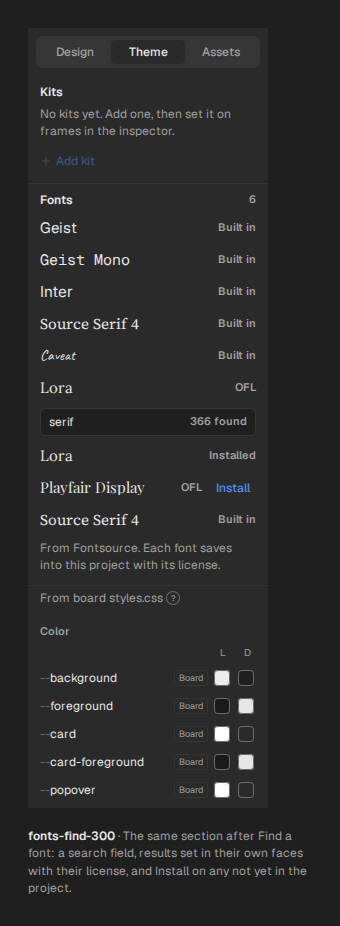 Design Theme Assets
Kits
No kits yet. Add one, then set it on
frames in the inspector.
+ Add kit
Fonts 6
Geist Built in
Geist Mono Built in
Inter Built in
Source Serif 4 Built in
Caveat Built in
Lora OFL
serif 366 found
Lora Installed
Playfair Display OFL Install
Source Serif 4 Built in
From Fontsource. Each font saves
into this project with its license.
From board styles.css ?
Color
L D
--background Board
--foreground Board
--card Board
--card-foreground Board
--popover Board
fonts-find-300 · The same section after Find a
font: a search field, results set in their own faces
with their license, and Install on any not yet in the
project.